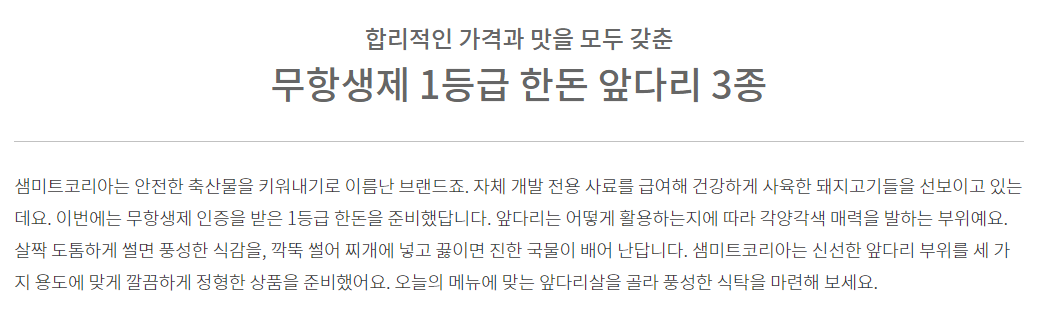 합리적인 가격과 맛을 모두 갖춘
무항생제 1등급 한돈 앞다리 3종
샘미트코리아는 안전한 축산물을 키워내기로 이름난 브랜드죠. 자체 개발 전용 사료를 급여해 건강하게 사육한 돼지고기들을 선보이고 있는
데요. 이번에는 무항생제 인증을 받은 1등급 한돈을 준비했답니다. 앞다리는 어떻게 활용하는지에 따라 각양각색 매력을 발하는 부위예요.
살짝 도톰하게 썰면 풍성한 식감을, 깍뚝 썰어 찌개에 넣고 끓이면 진한 국물이 배어 난답니다. 샘미트코리아는 신선한 앞다리 부위를 세 가
지 용도에 맞게 깔끔하게 정형한 상품을 준비했어요. 오늘의 메뉴에 맞는 앞다리살을 골라 풍성한 식탁을 마련해 보세요.